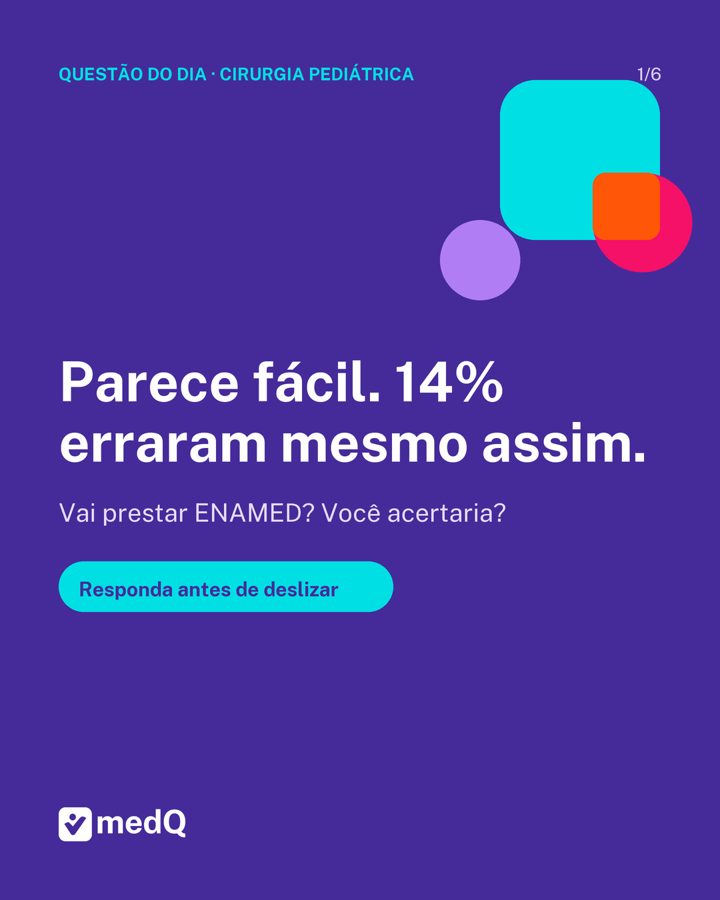 QUESTÃO DO DIA · CIRURGIA PEDIÁTRICA
1/6
Parece fácil. 14%
erraram mesmo assim.
Vai prestar ENAMED? Você acertaria?
Responda antes de deslizar
medQ